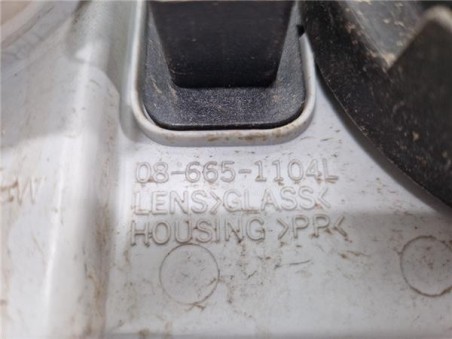 08-665-1104L
LENS>GLASS<
HOUSING >PP<